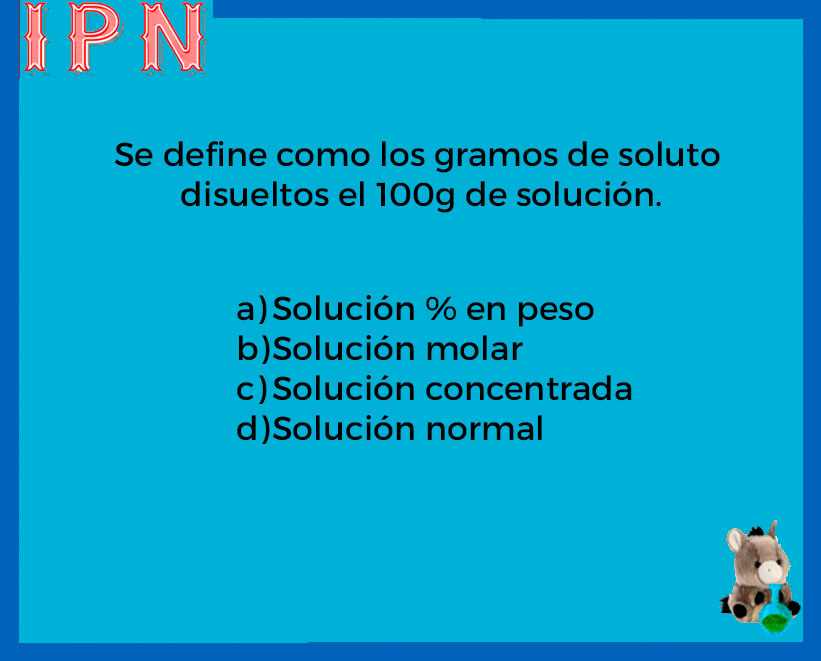 IPN
Se define como los gramos de soluto
disueltos el 100g de solución.
a)Solución % en peso
b)Solución molar
c)Solución concentrada
d)Solución normal